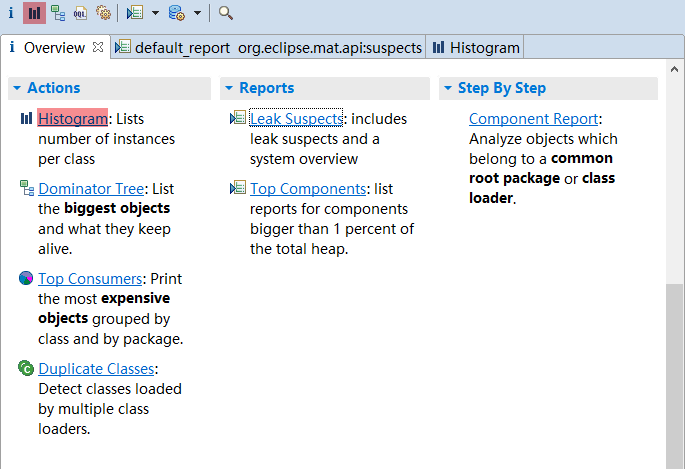 i OQL
i Overview default_report org.eclipse.mat.api:suspects Histogram
Actions
Histogram: Lists
number of instances
per class
Dominator Tree: List
the biggest objects
and what they keep
alive.
Top Consumers: Print
the most expensive
objects grouped by
class and by package.
Duplicate Classes:
Detect classes loaded
by multiple class
loaders.
Reports
Leak Suspects: includes
leak suspects and a
system overview
Top Components: list
reports for components
bigger than 1 percent of
the total heap.
Step By Step
Component Report:
Analyze objects which
belong to a common
root package or class
loader.